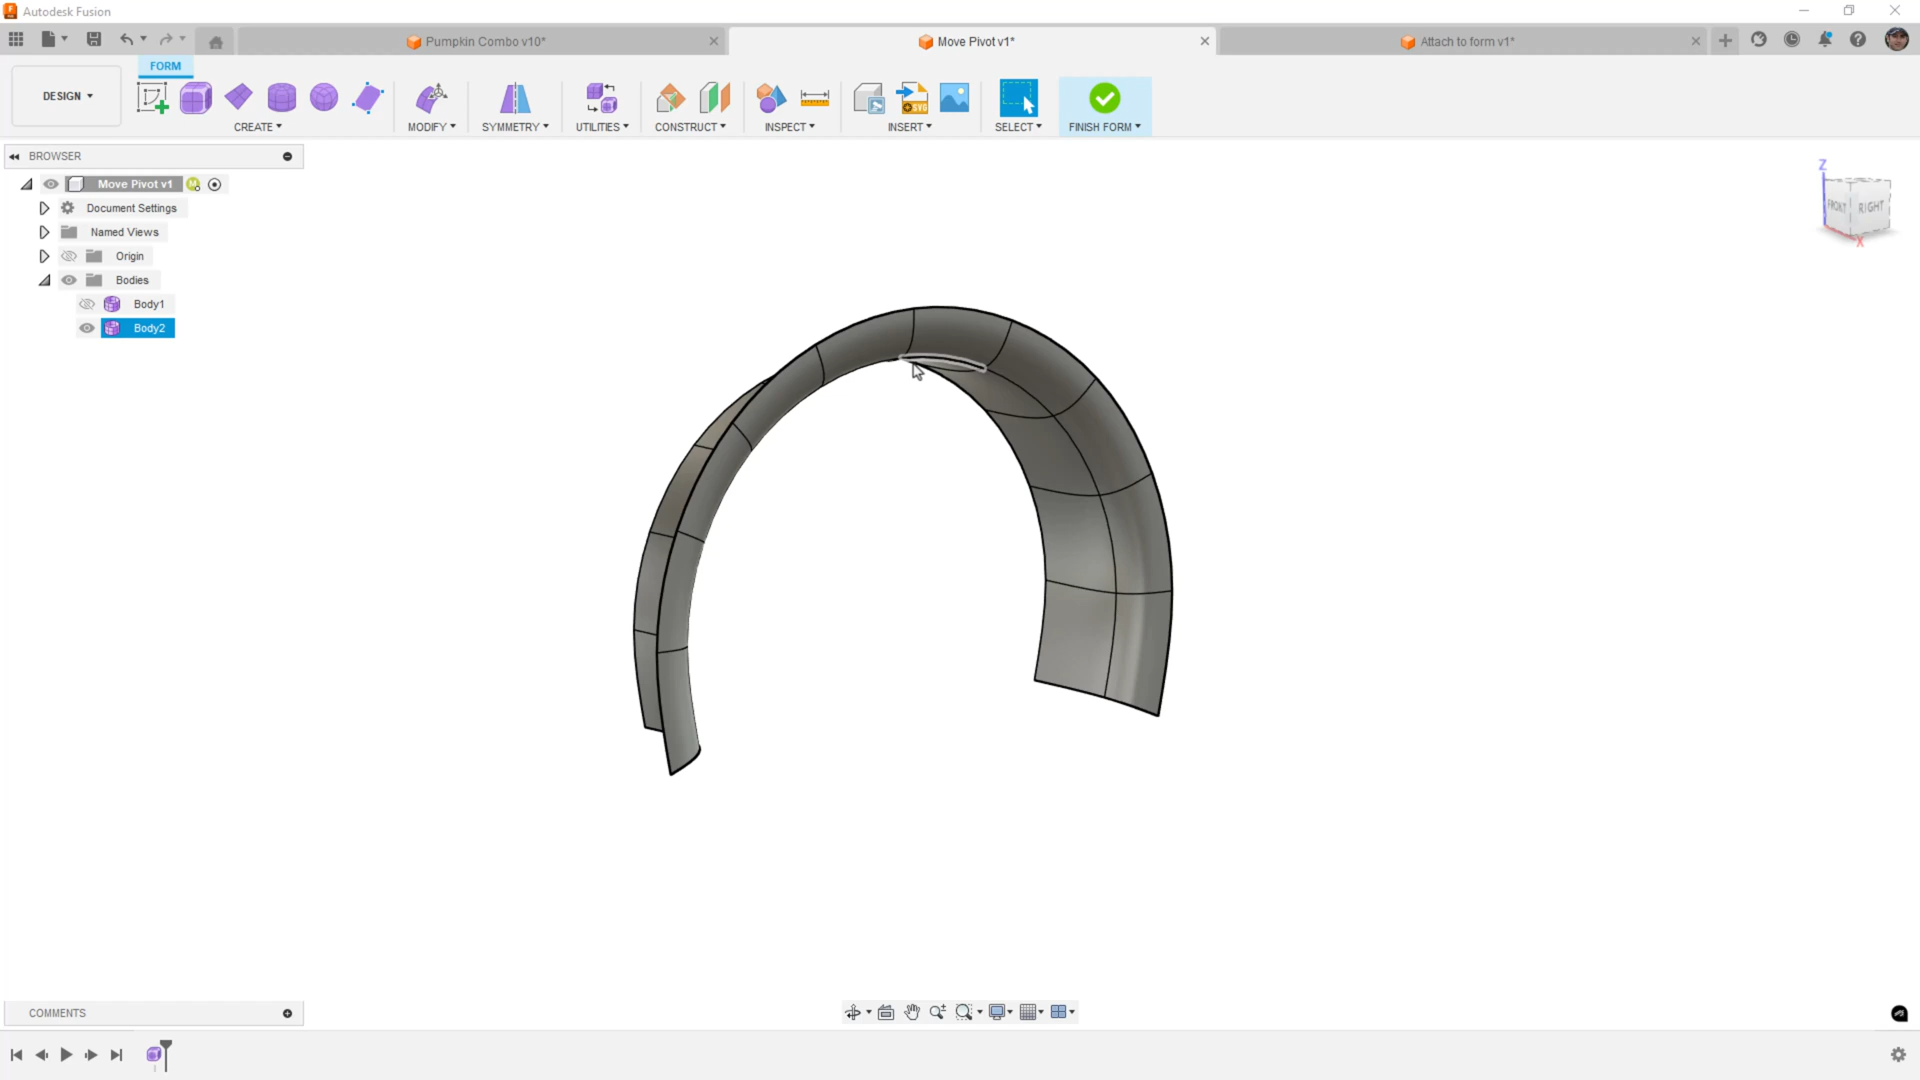 Autodesk Fusion
Pumpkin Combo v10*
Move Pivot v1*
Attach to form v1*
FORM
DESIGN
CREATE
MODIFY
SYMMETRY
UTILITIES
CONSTRUCT
INSPECT
INSERT
SELECT
FINISH FORM
BROWSER
Move Pivot v1
Document Settings
Named Views
Origin
Bodies
Body1
Body2
Z
FRONT
RIGHT
X
COMMENTS